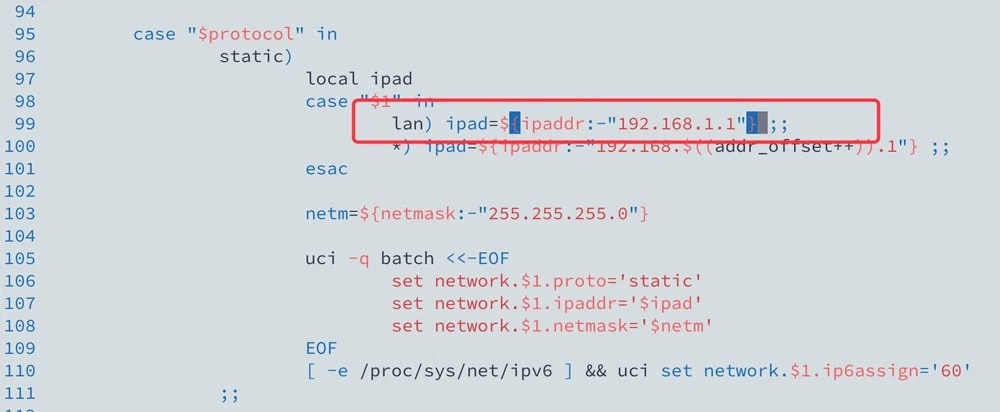 94
95 case "$protocol" in
96 static)
97 local ipad
98 case "$1" in
99 lan) ipad=${ipaddr:-"192.168.1.1"} ;;
100 *) ipad=${ipaddr:-"192.168.$((addr_offset++)).1"} ;;
101 esac
102
103 netm=${netmask:-"255.255.255.0"}
104
105 uci -q batch <<-EOF
106 set network.$1.proto='static'
107 set network.$1.ipaddr='$ipad'
108 set network.$1.netmask='$netm'
109 EOF
110 [ -e /proc/sys/net/ipv6 ] && uci set network.$1.ip6assign='60'
111 ;;